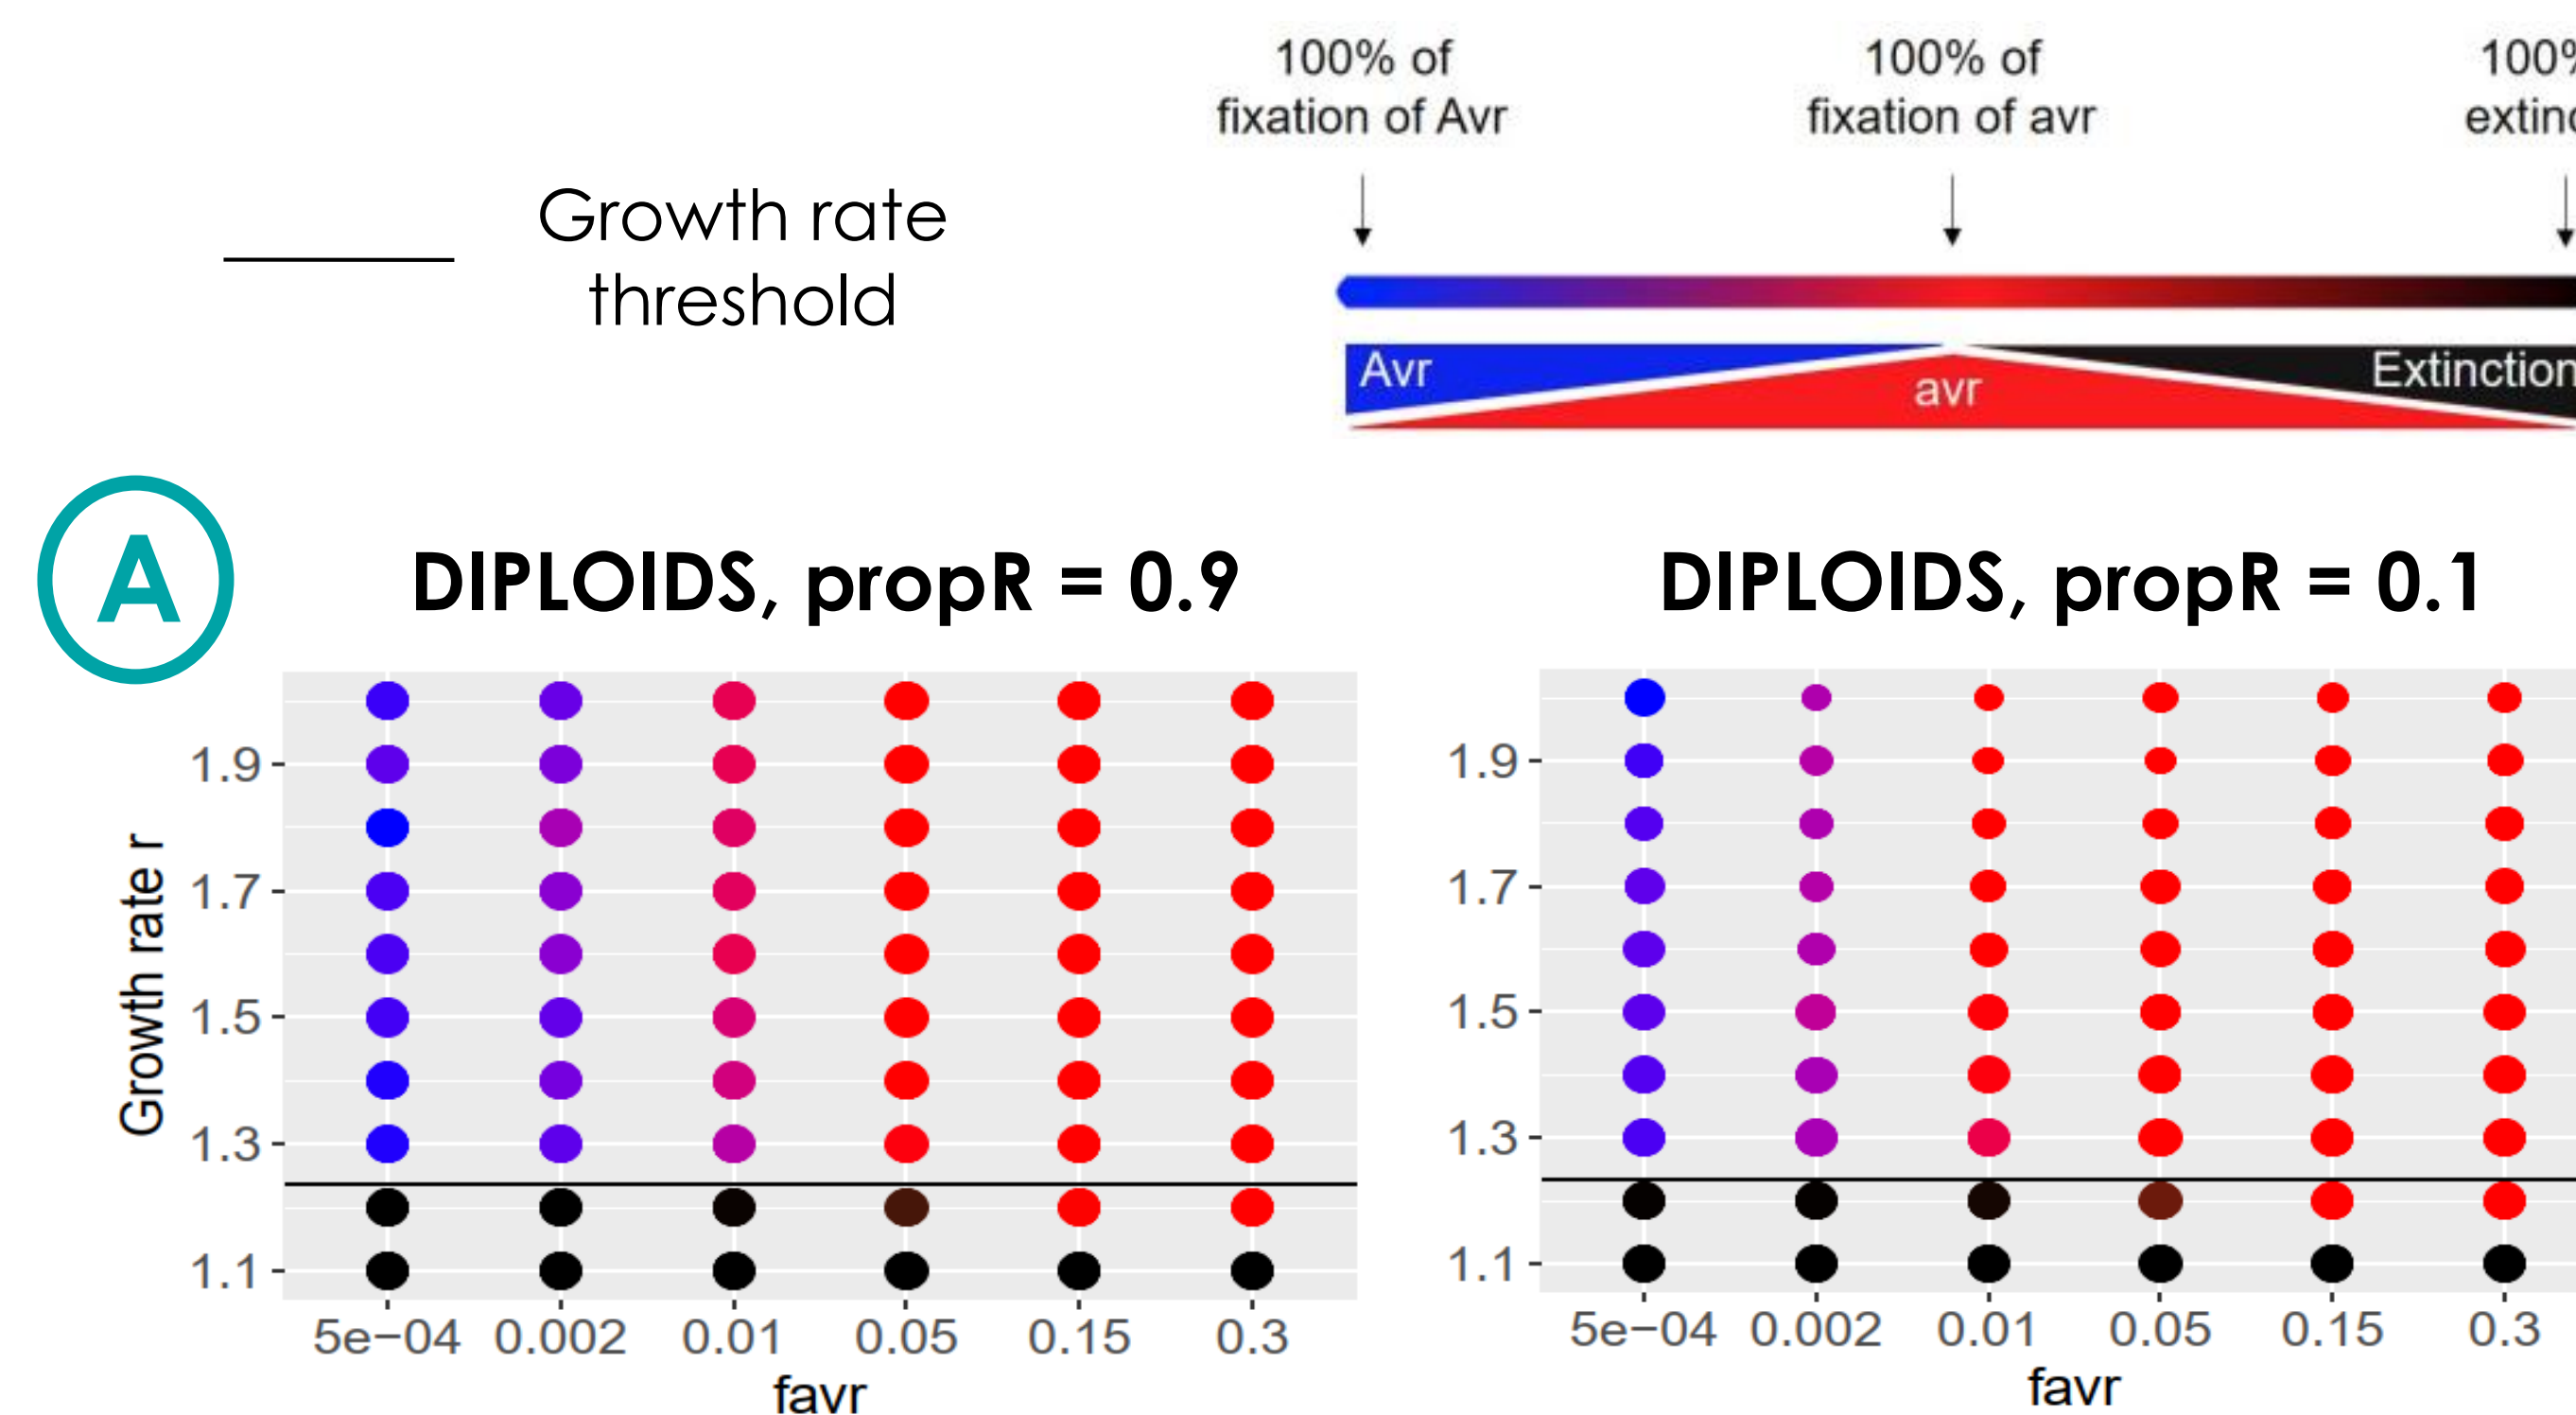 100% of
fixation of Avr
100% of
fixation of avr
100%
Growth rate
threshold
Avr
avr
Extinction
A
DIPLOIDS, propR = 0.9
DIPLOIDS, propR = 0.1
Growth rate r
1.9
1.7
1.5
1.3
1.1
5e−04 0.002 0.01 0.05 0.15 0.3
favr
1.9
1.7
1.5
1.3
1.1
5e−04 0.002 0.01 0.05 0.15 0.3
favr